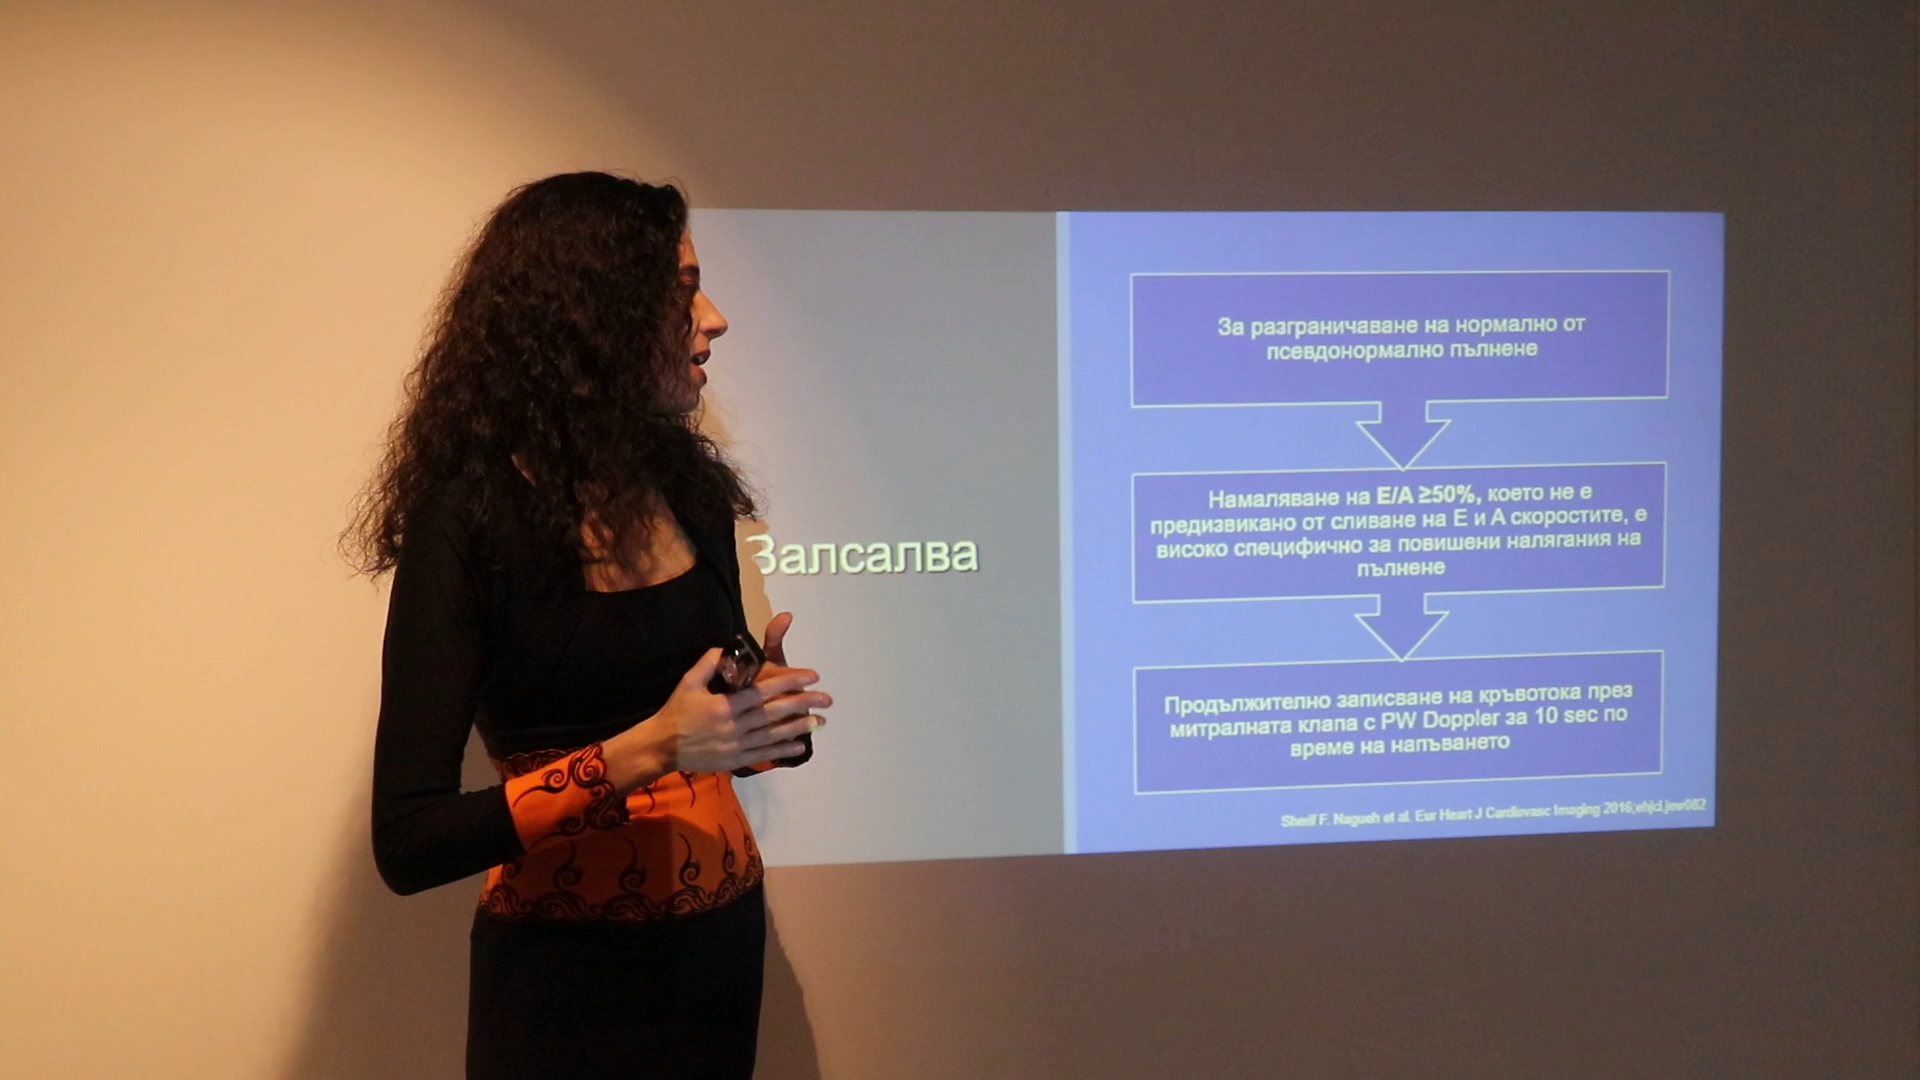 Залсалва
За разграничаване на нормално от
псевдонормално пълнене
Намаляване на E/A ≥50%, което не е
предизвикано от сливане на E и A скоростите, е
високо специфично за повишени налягания на
пълнене
Продължително записване на кръвотока през
митралната клапа с PW Doppler за 10 sec по
време на напъването
Sherif F. Nagueh et al. Eur Heart J Cardiovasc Imaging 2016;ehjci.jew082